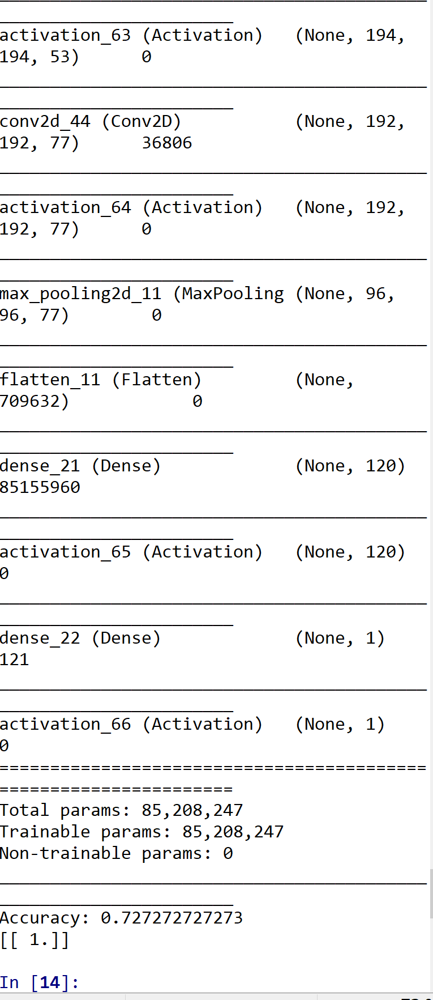 activation_63 (Activation)   (None, 194,
194, 53)      0
__________________________________________
_______________________
conv2d_44 (Conv2D)           (None, 192,
192, 77)      36806
__________________________________________
_______________________
activation_64 (Activation)   (None, 192,
192, 77)      0
__________________________________________
_______________________
max_pooling2d_11 (MaxPooling (None, 96,
96, 77)        0
__________________________________________
_______________________
flatten_11 (Flatten)         (None,
709632)            0
__________________________________________
_______________________
dense_21 (Dense)             (None, 120)
85155960
__________________________________________
_______________________
activation_65 (Activation)   (None, 120)
0
__________________________________________
_______________________
dense_22 (Dense)             (None, 1)
121
__________________________________________
_______________________
activation_66 (Activation)   (None, 1)
0
==========================================
=======================
Total params: 85,208,247
Trainable params: 85,208,247
Non-trainable params: 0
__________________________________________
_______________________
Accuracy: 0.727272727273
[[ 1.]]
In [14]: